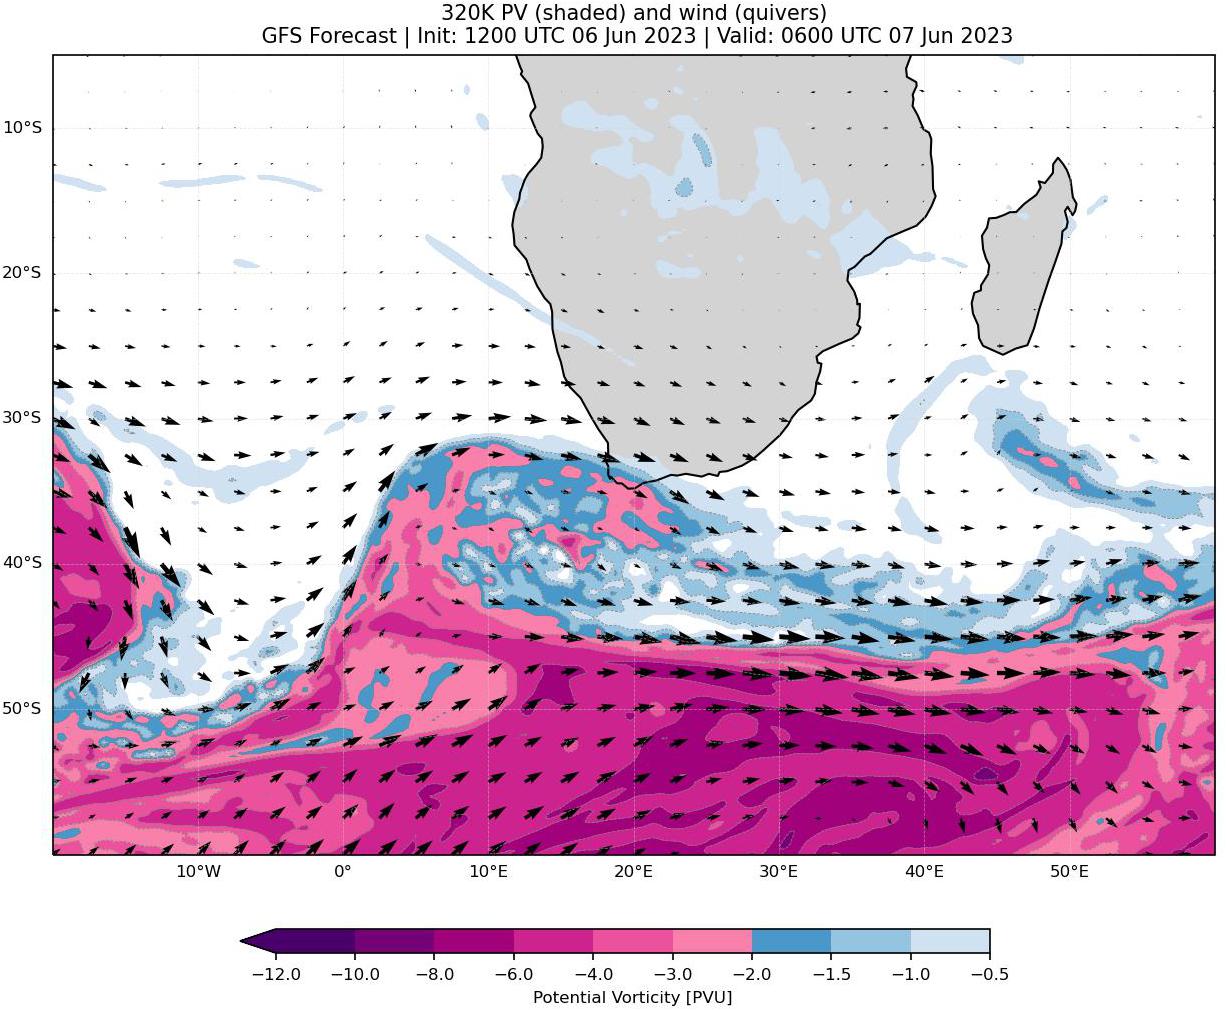 320K PV (shaded) and wind (quivers)
GFS Forecast | Init: 1200 UTC 06 Jun 2023 | Valid: 0600 UTC 07 Jun 2023
10°S
20°S
30°S
40°S
50°S
10°W 0° 10°E 20°E 30°E 40°E 50°E
−12.0 −10.0 −8.0 −6.0 −4.0 −3.0 −2.0 −1.5 −1.0 −0.5
Potential Vorticity [PVU]